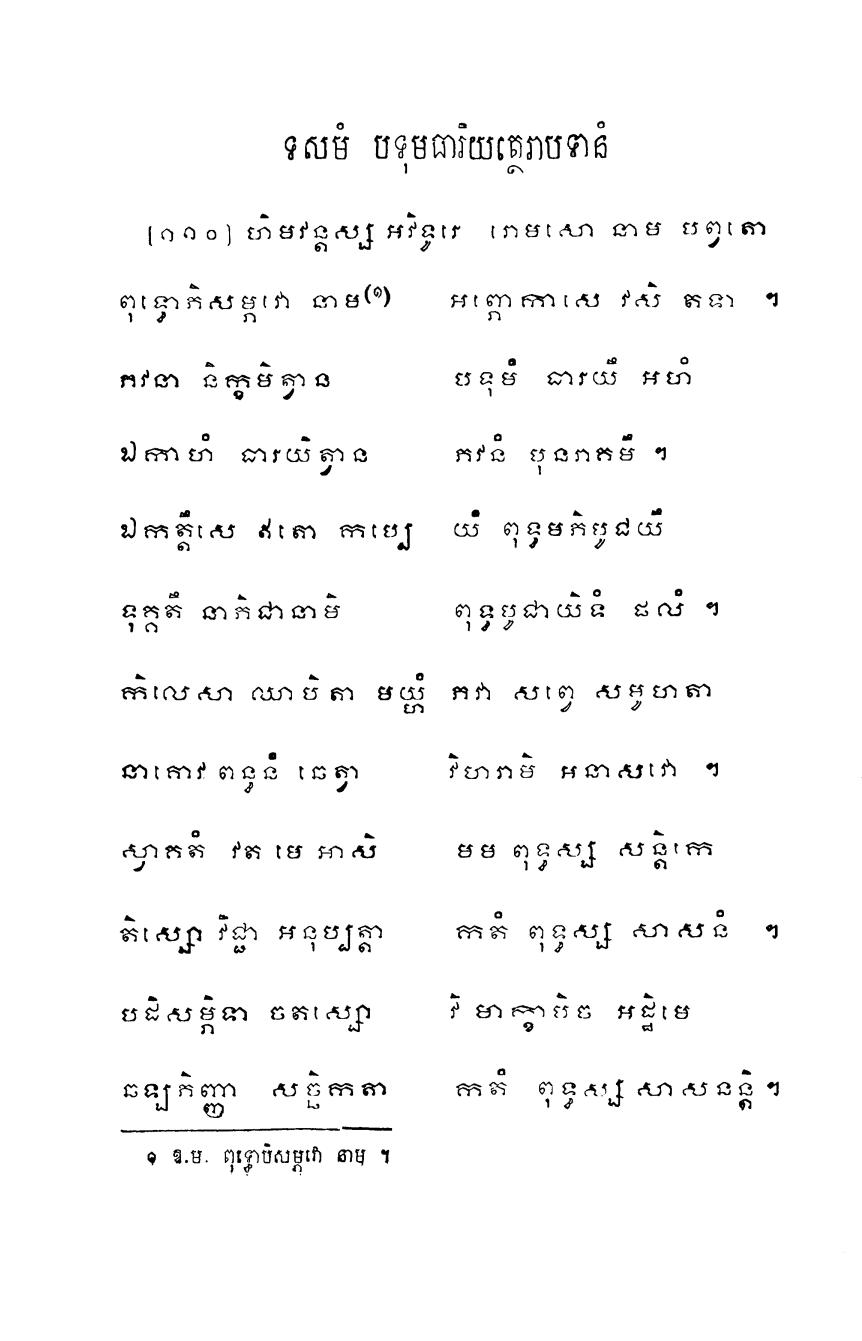 ទសមំ បទុមធារិយត្ថេរាបទានំ
[១១០] ហិមវន្តស្ស អវិទូរេ រោមសោ នាម បព្វតោ
ពុទ្ធោភិសម្ភវោ នាម(១) អព្ភោកាសេ វសិ តទា ។
ភវនា និក្ខមិត្វាន បទុមំ ធារយឹ អហំ
ឯកាហំ ធារយិត្វាន ភវនំ បុនរាគមឹ ។
ឯកត្តឹសេ ឥតោ កប្បេ យំ ពុទ្ធមភិបូជយឹ
ទុគ្គតឹ នាភិជានាមិ ពុទ្ធបូជាយិទំ ផលំ ។
កិលេសា ឈាបិតា មយ្ហំ ភវា សព្វេ សមូហតា
នាគោវ ពន្ធនំ ឆេត្វា វិហរាមិ អនាសវោ ។
ស្វាគតំ វត មេ អាសិ មម ពុទ្ធស្ស សន្តិកេ
តិស្សោ វិជ្ជា អនុប្បត្តា កតំ ពុទ្ធស្ស សាសនំ ។
បដិសម្ភិទា ចតស្សោ វិមោក្ខាបិច អដ្ឋិមេ
ឆឡភិញ្ញា សច្ឆិកតា កតំ ពុទ្ធស្ស សាសនន្តិ ។
១ ឱ.ម. ពុទ្ធោបិសម្ភវោ នាម ។